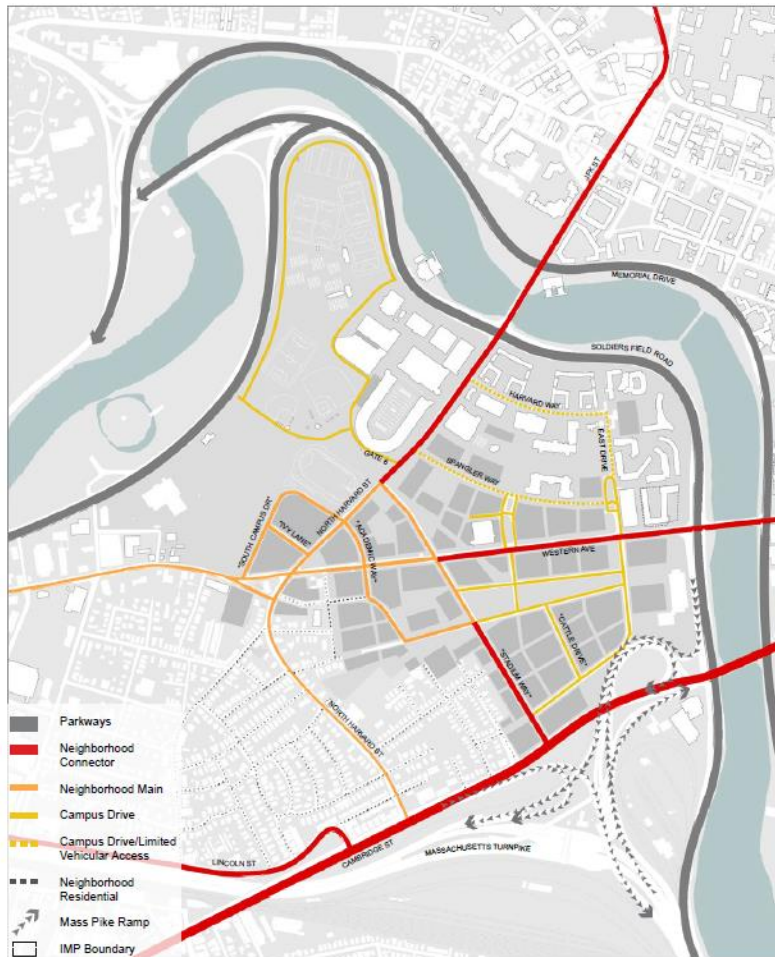 JFK ST
MEMORIAL DRIVE
SOLDIERS FIELD ROAD
HARVARD WAY
EAST DRIVE
GATE 6
SPANGLER WAY
NORTH HARVARD ST
"SOUTH CAMPUS DR"
"IVY LANE"
"ACADEMIC WAY"
WESTERN AVE
"CATTLE DRIVE"
"STADIUM WAY"
NORTH HARVARD ST.
LINCOLN ST
CAMBRIDGE ST
MASSACHUSETTS TURNPIKE
Parkways
Neighborhood
Connector
Neighborhood Main
Campus Drive
Campus Drive/Limited
Vehicular Access
Neighborhood
Residential
Mass Pike Ramp
IMP Boundary